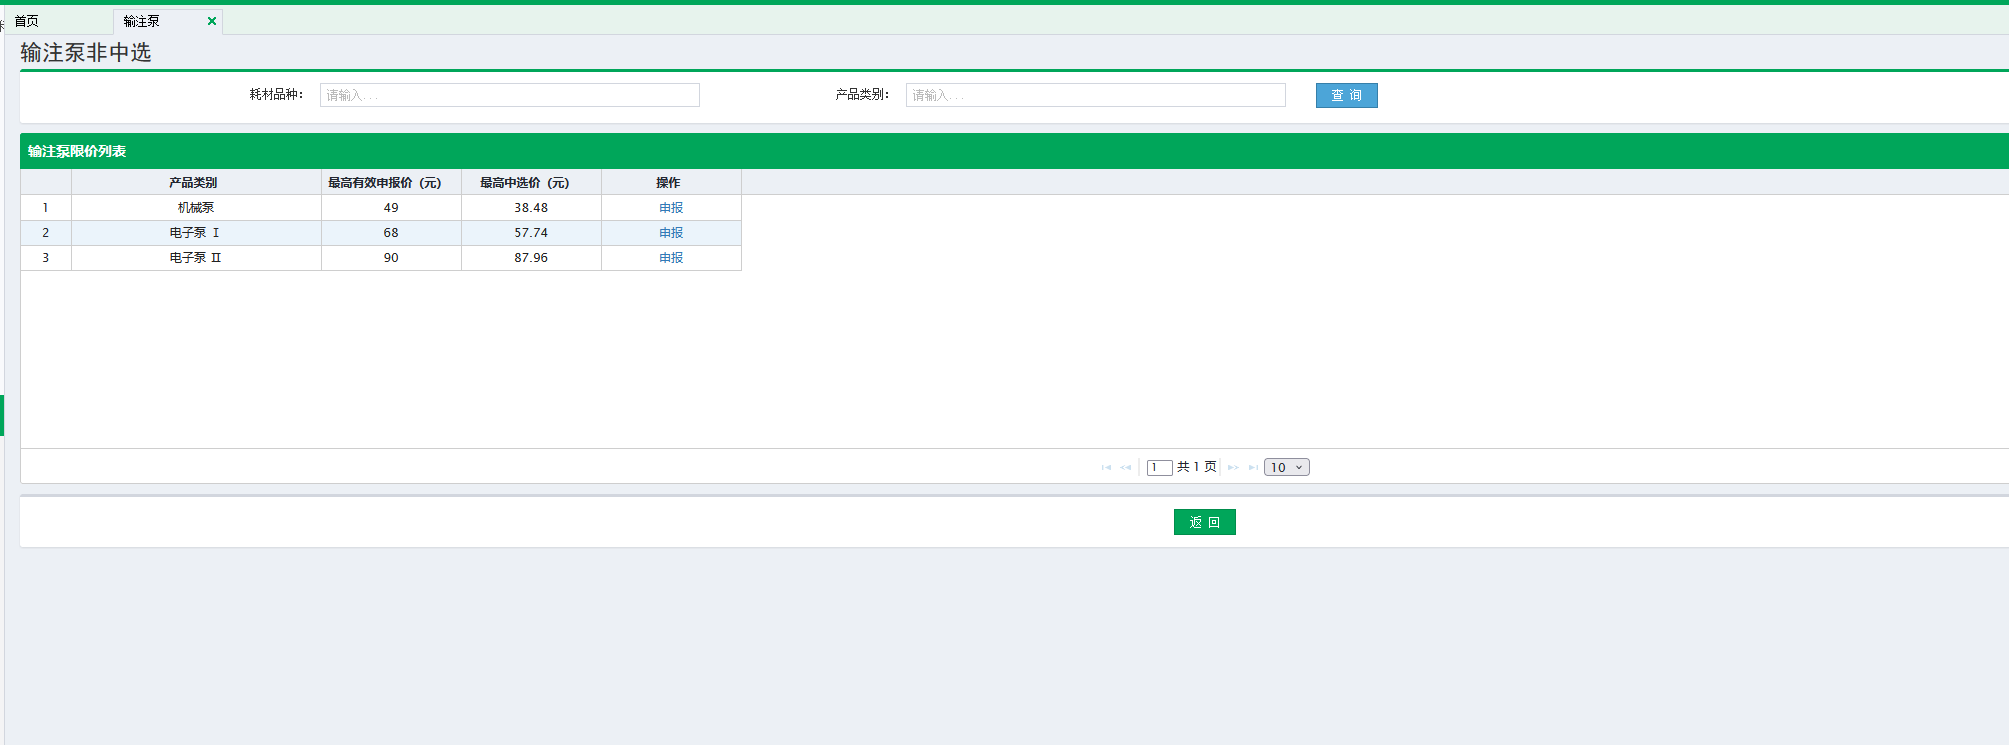 首页 输注泵
输注泵非中选
耗材品种： 请输入... 产品类别： 请输入... 查 询
输注泵限价列表
产品类别 最高有效申报价（元） 最高中选价（元） 操作
1 机械泵 49 38.48 申报
2 电子泵 Ⅰ 68 57.74 申报
3 电子泵 Ⅱ 90 87.96 申报
1 共 1 页 10
返 回